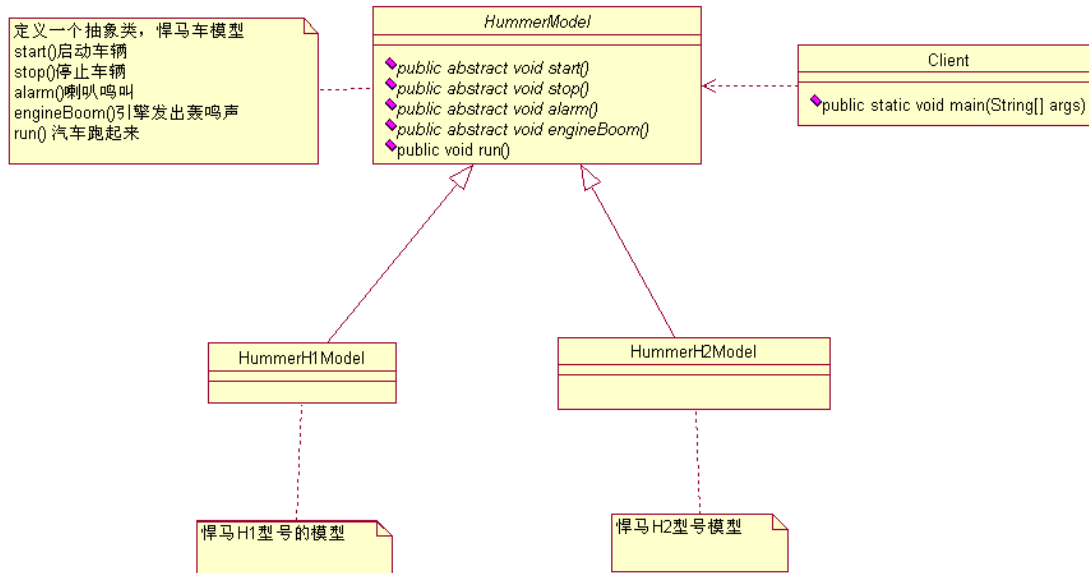 定义一个抽象类，悍马车模型
start()启动车辆
stop()停止车辆
alarm()喇叭鸣叫
engineBoom()引擎发出轰鸣声
run() 汽车跑起来
HummerModel
public abstract void start()
public abstract void stop()
public abstract void alarm()
public abstract void engineBoom()
public void run()
Client
public static void main(String[] args)
HummerH1Model
HummerH2Model
悍马H1型号的模型
悍马H2型号模型